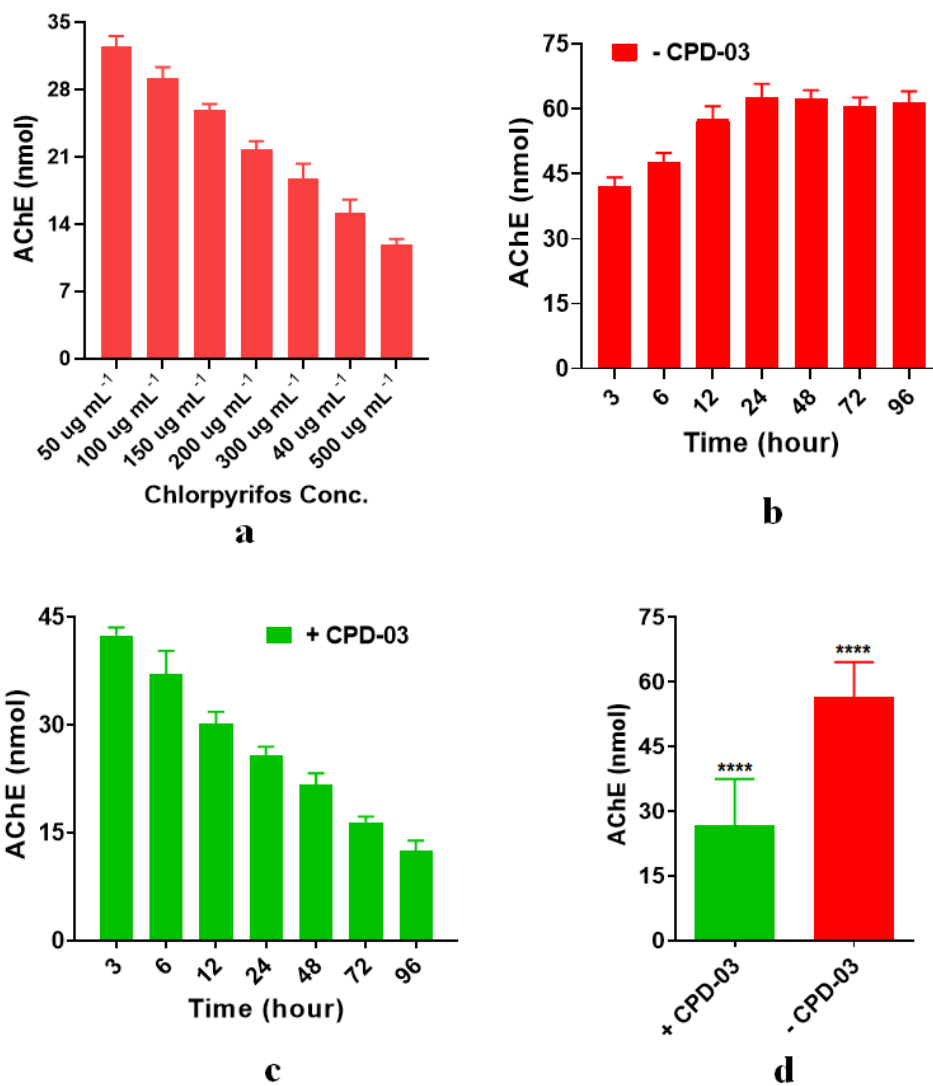 35
28
21
14
7
0
AChE (nmol)
50 ug mL⁻¹
100 ug mL⁻¹
150 ug mL⁻¹
200 ug mL⁻¹
300 ug mL⁻¹
40 ug mL⁻¹
500 ug mL⁻¹
Chlorpyrifos Conc.
a
- CPD-03
75
60
45
30
15
0
AChE (nmol)
3 6 12 24 48 72 96
Time (hour)
b
+ CPD-03
45
30
15
0
AChE (nmol)
3 6 12 24 48 72 96
Time (hour)
c
75
60
45
30
15
0
AChE (nmol)
****
****
+ CPD-03
- CPD-03
d